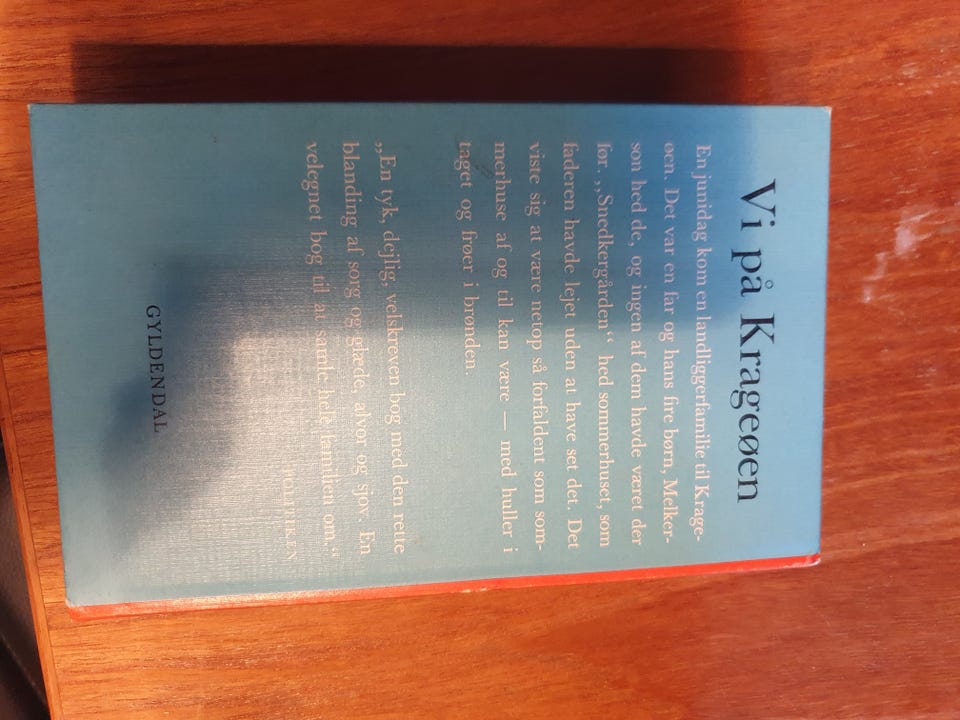 Vi på Krageøen
En junidag kom en landliggerfamilie til Krage-
øen. Det var en far og hans fire børn, Melker-
son hed de, og ingen af dem havde været der
før. „Snedkergården“ hed sommerhuset, som
faderen havde lejet uden at have set det. Det
viste sig at være netop så forfaldent som som-
merhuse af og til kan være — med huller i
taget og frøer i brønden.
„En tyk, dejlig, velskreven bog med den rette
blanding af sorg og glæde, alvor og sjov. En
velegnet bog til at samle hele familien om.“
POLITIKEN
GYLDENDAL